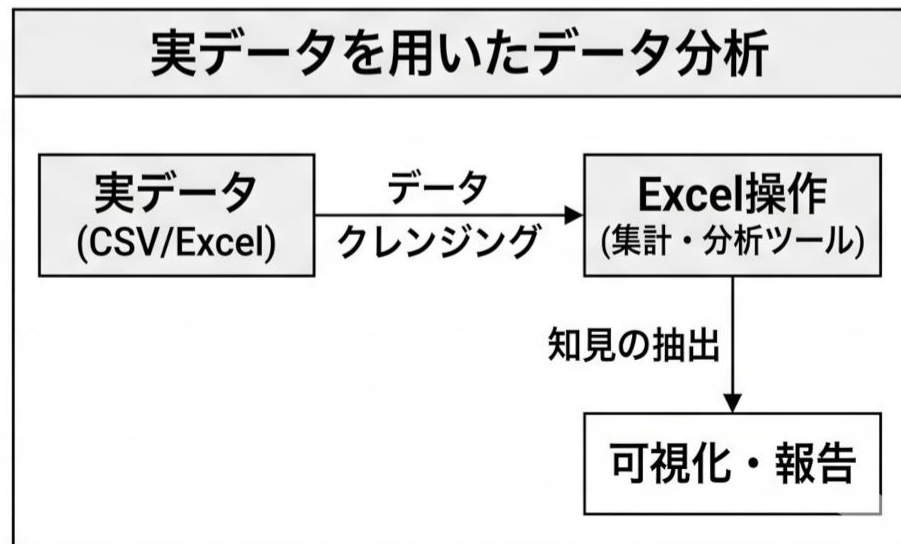 実データを用いたデータ分析
実データ
(CSV/Excel)
データ
クレンジング
Excel操作
(集計・分析ツール)
知見の抽出
可視化・報告